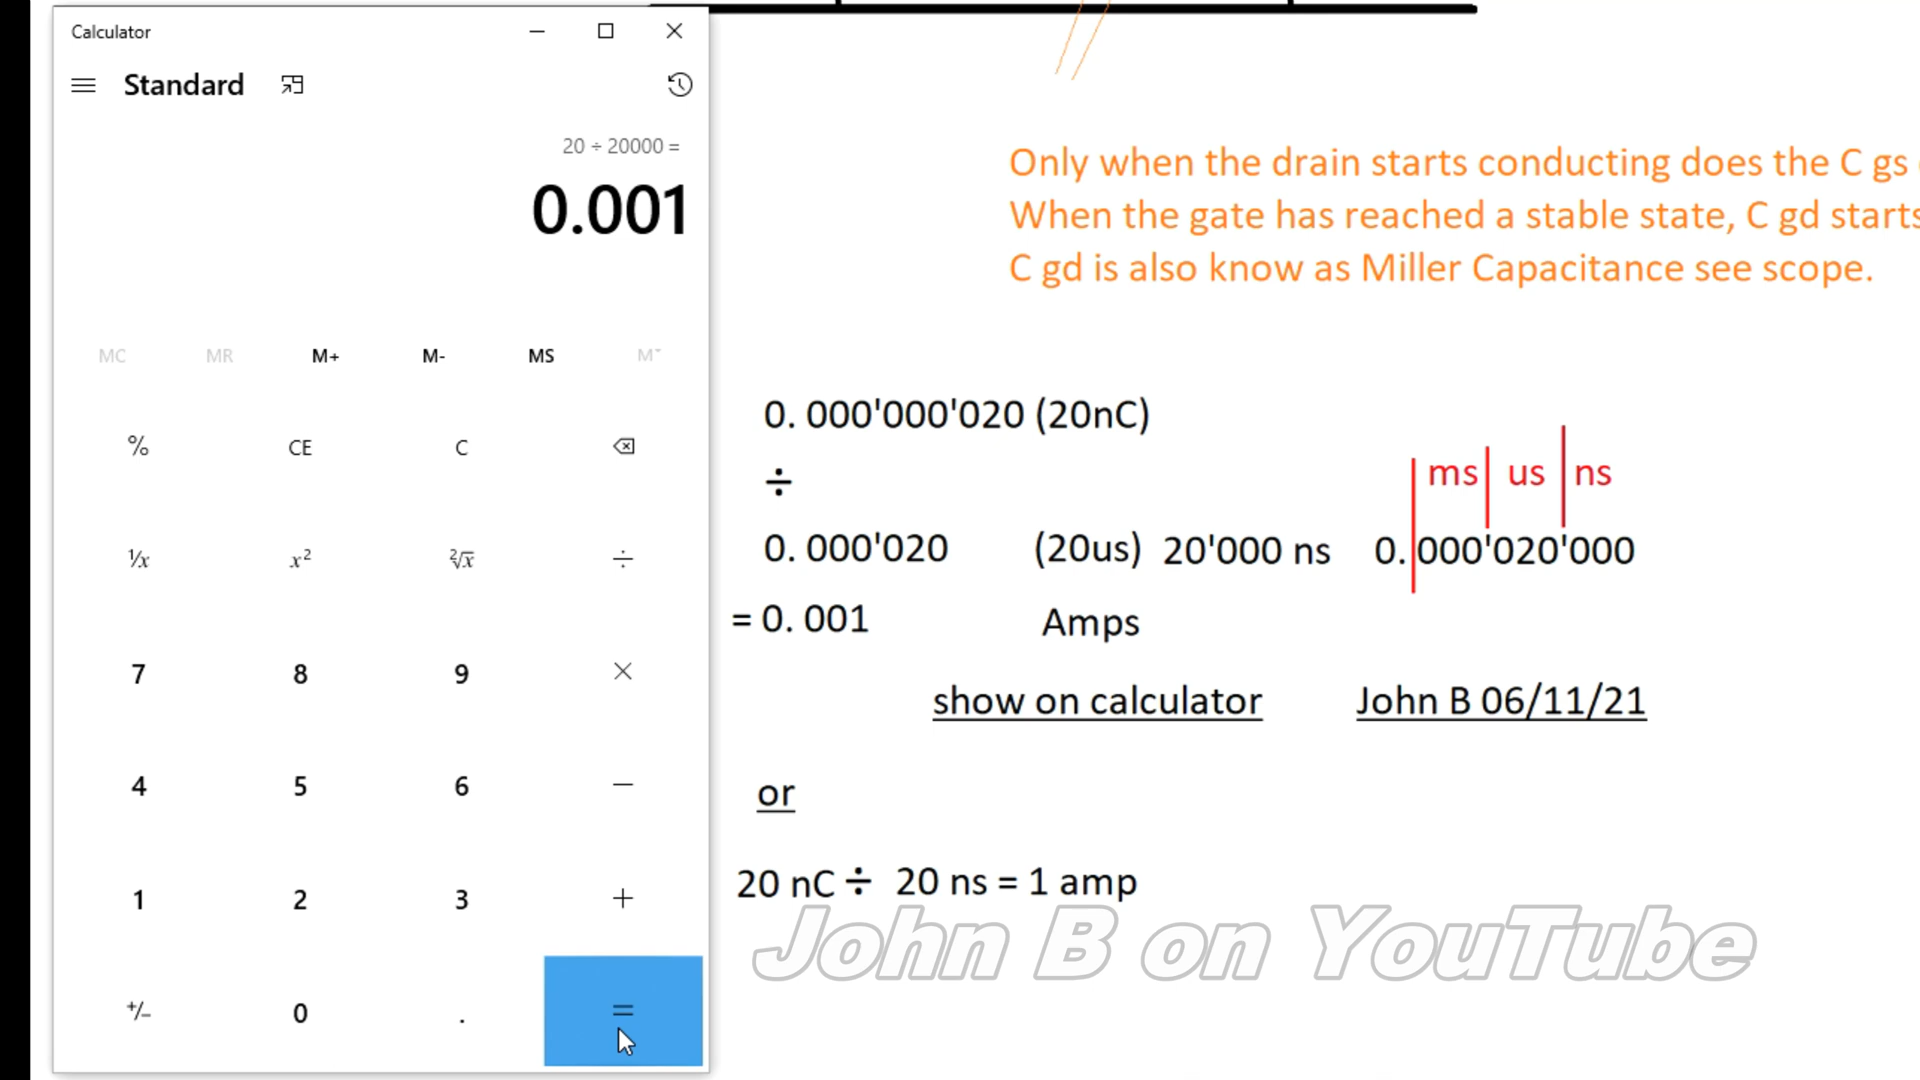 Calculator
Standard
20 ÷ 20000 =
0.001
MC MR M+ M- MS M˅
% CE C
¹/x x² ²√x ÷
7 8 9 ×
4 5 6 −
1 2 3 +
+/− 0 . =
Only when the drain starts conducting does the C gs
When the gate has reached a stable state, C gd starts
C gd is also know as Miller Capacitance see scope.
0. 000'000'020 (20nC)
÷
ms us ns
0. 000'020 (20us) 20'000 ns 0. 000'020'000
= 0. 001 Amps
show on calculator John B 06/11/21
or
20 nC ÷ 20 ns = 1 amp
John B on YouTube